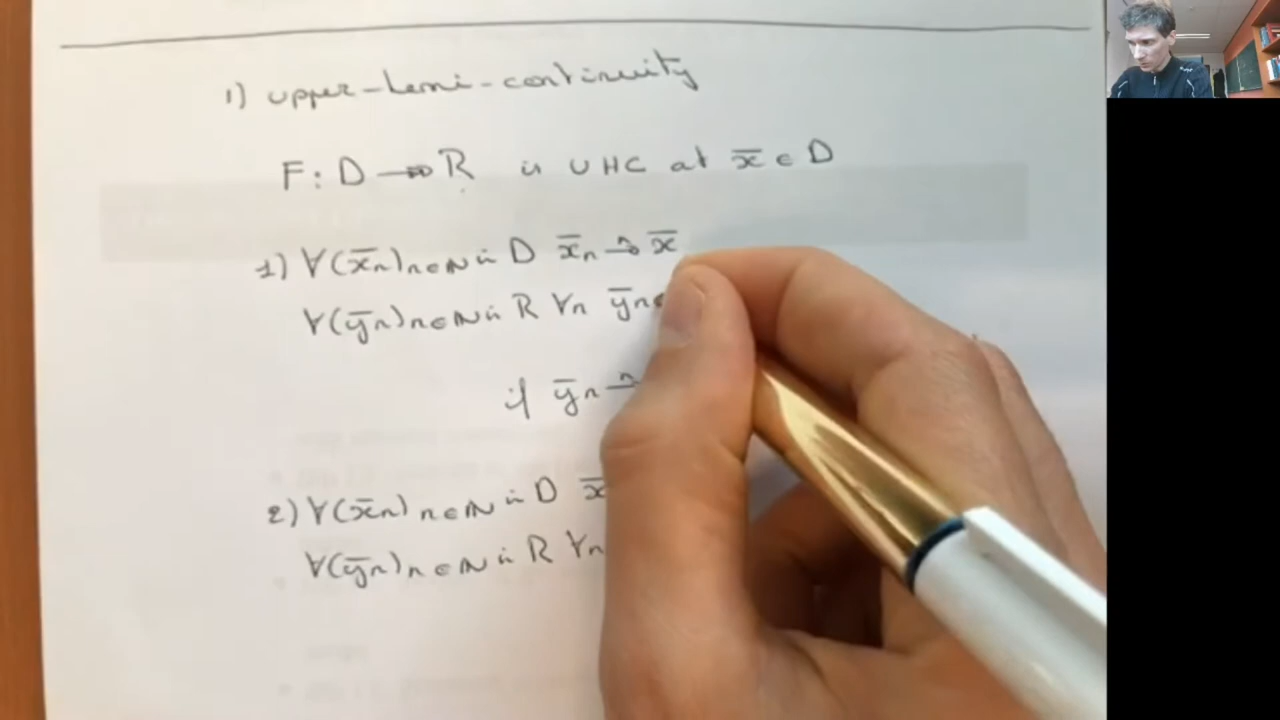 1) upper-hemi-continuity
F: D ↠ R is UHC at x̄ ∈ D
1) ∀(x̄n)n∈ℕ in D x̄n →ⁿ x̄
∀(ȳn)n∈ℕ in R ∀n ȳn∈
if ȳn →ⁿ
2) ∀(x̄n)n∈ℕ in D x̄
∀(ȳn)n∈ℕ in R ∀n